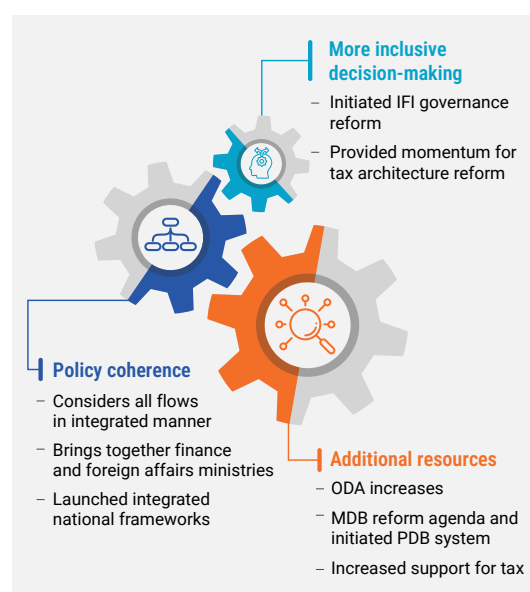 More inclusive
decision-making
– Initiated IFI governance
reform
– Provided momentum for
tax architecture reform
Policy coherence
– Considers all flows
in integrated manner
– Brings together finance
and foreign affairs ministries
– Launched integrated
national frameworks
Additional resources
– ODA increases
– MDB reform agenda and
initiated PDB system
– Increased support for tax